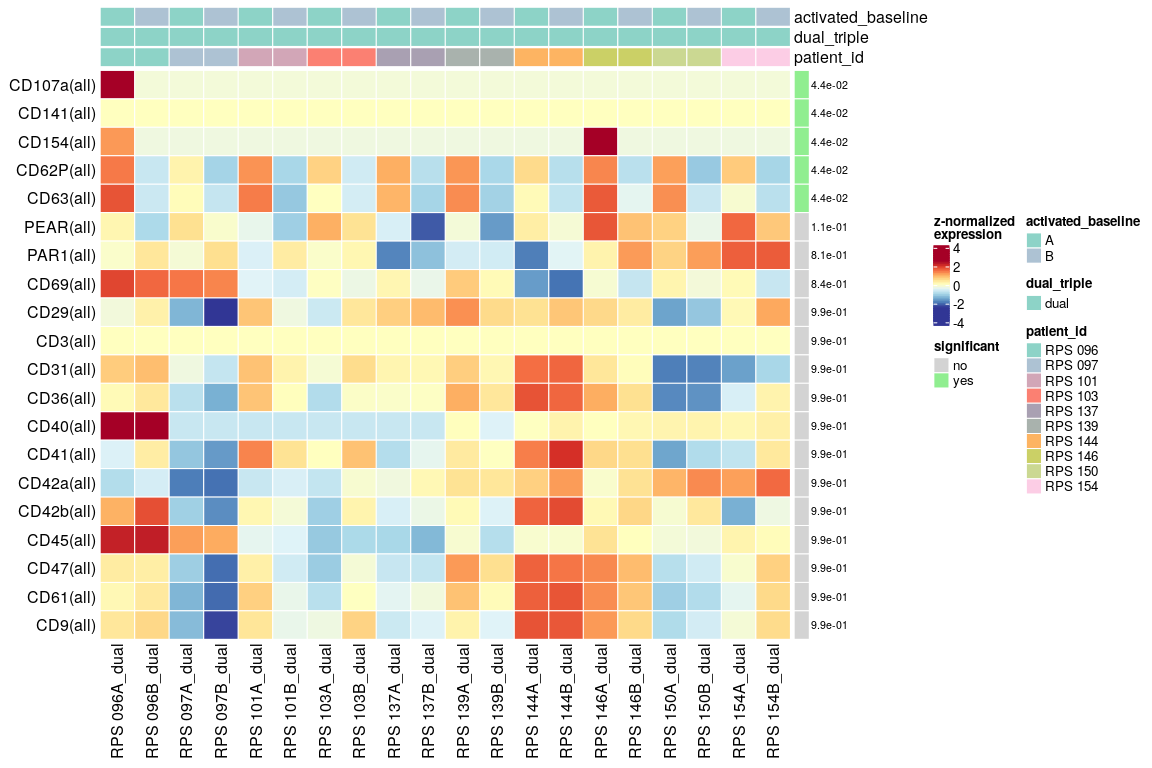 activated_baseline
dual_triple
patient_id
CD107a(all) 4.4e-02
CD141(all) 4.4e-02
CD154(all) 4.4e-02
CD62P(all) 4.4e-02
CD63(all) 4.4e-02
PEAR(all) 1.1e-01
PAR1(all) 8.1e-01
CD69(all) 8.4e-01
CD29(all) 9.9e-01
CD3(all) 9.9e-01
CD31(all) 9.9e-01
CD36(all) 9.9e-01
CD40(all) 9.9e-01
CD41(all) 9.9e-01
CD42a(all) 9.9e-01
CD42b(all) 9.9e-01
CD45(all) 9.9e-01
CD47(all) 9.9e-01
CD61(all) 9.9e-01
CD9(all) 9.9e-01
RPS 096A_dual
RPS 096B_dual
RPS 097A_dual
RPS 097B_dual
RPS 101A_dual
RPS 101B_dual
RPS 103A_dual
RPS 103B_dual
RPS 137A_dual
RPS 137B_dual
RPS 139A_dual
RPS 139B_dual
RPS 144A_dual
RPS 144B_dual
RPS 146A_dual
RPS 146B_dual
RPS 150A_dual
RPS 150B_dual
RPS 154A_dual
RPS 154B_dual
z-normalized
expression
4
2
0
-2
-4
significant
no
yes
activated_baseline
A
B
dual_triple
dual
patient_id
RPS 096
RPS 097
RPS 101
RPS 103
RPS 137
RPS 139
RPS 144
RPS 146
RPS 150
RPS 154